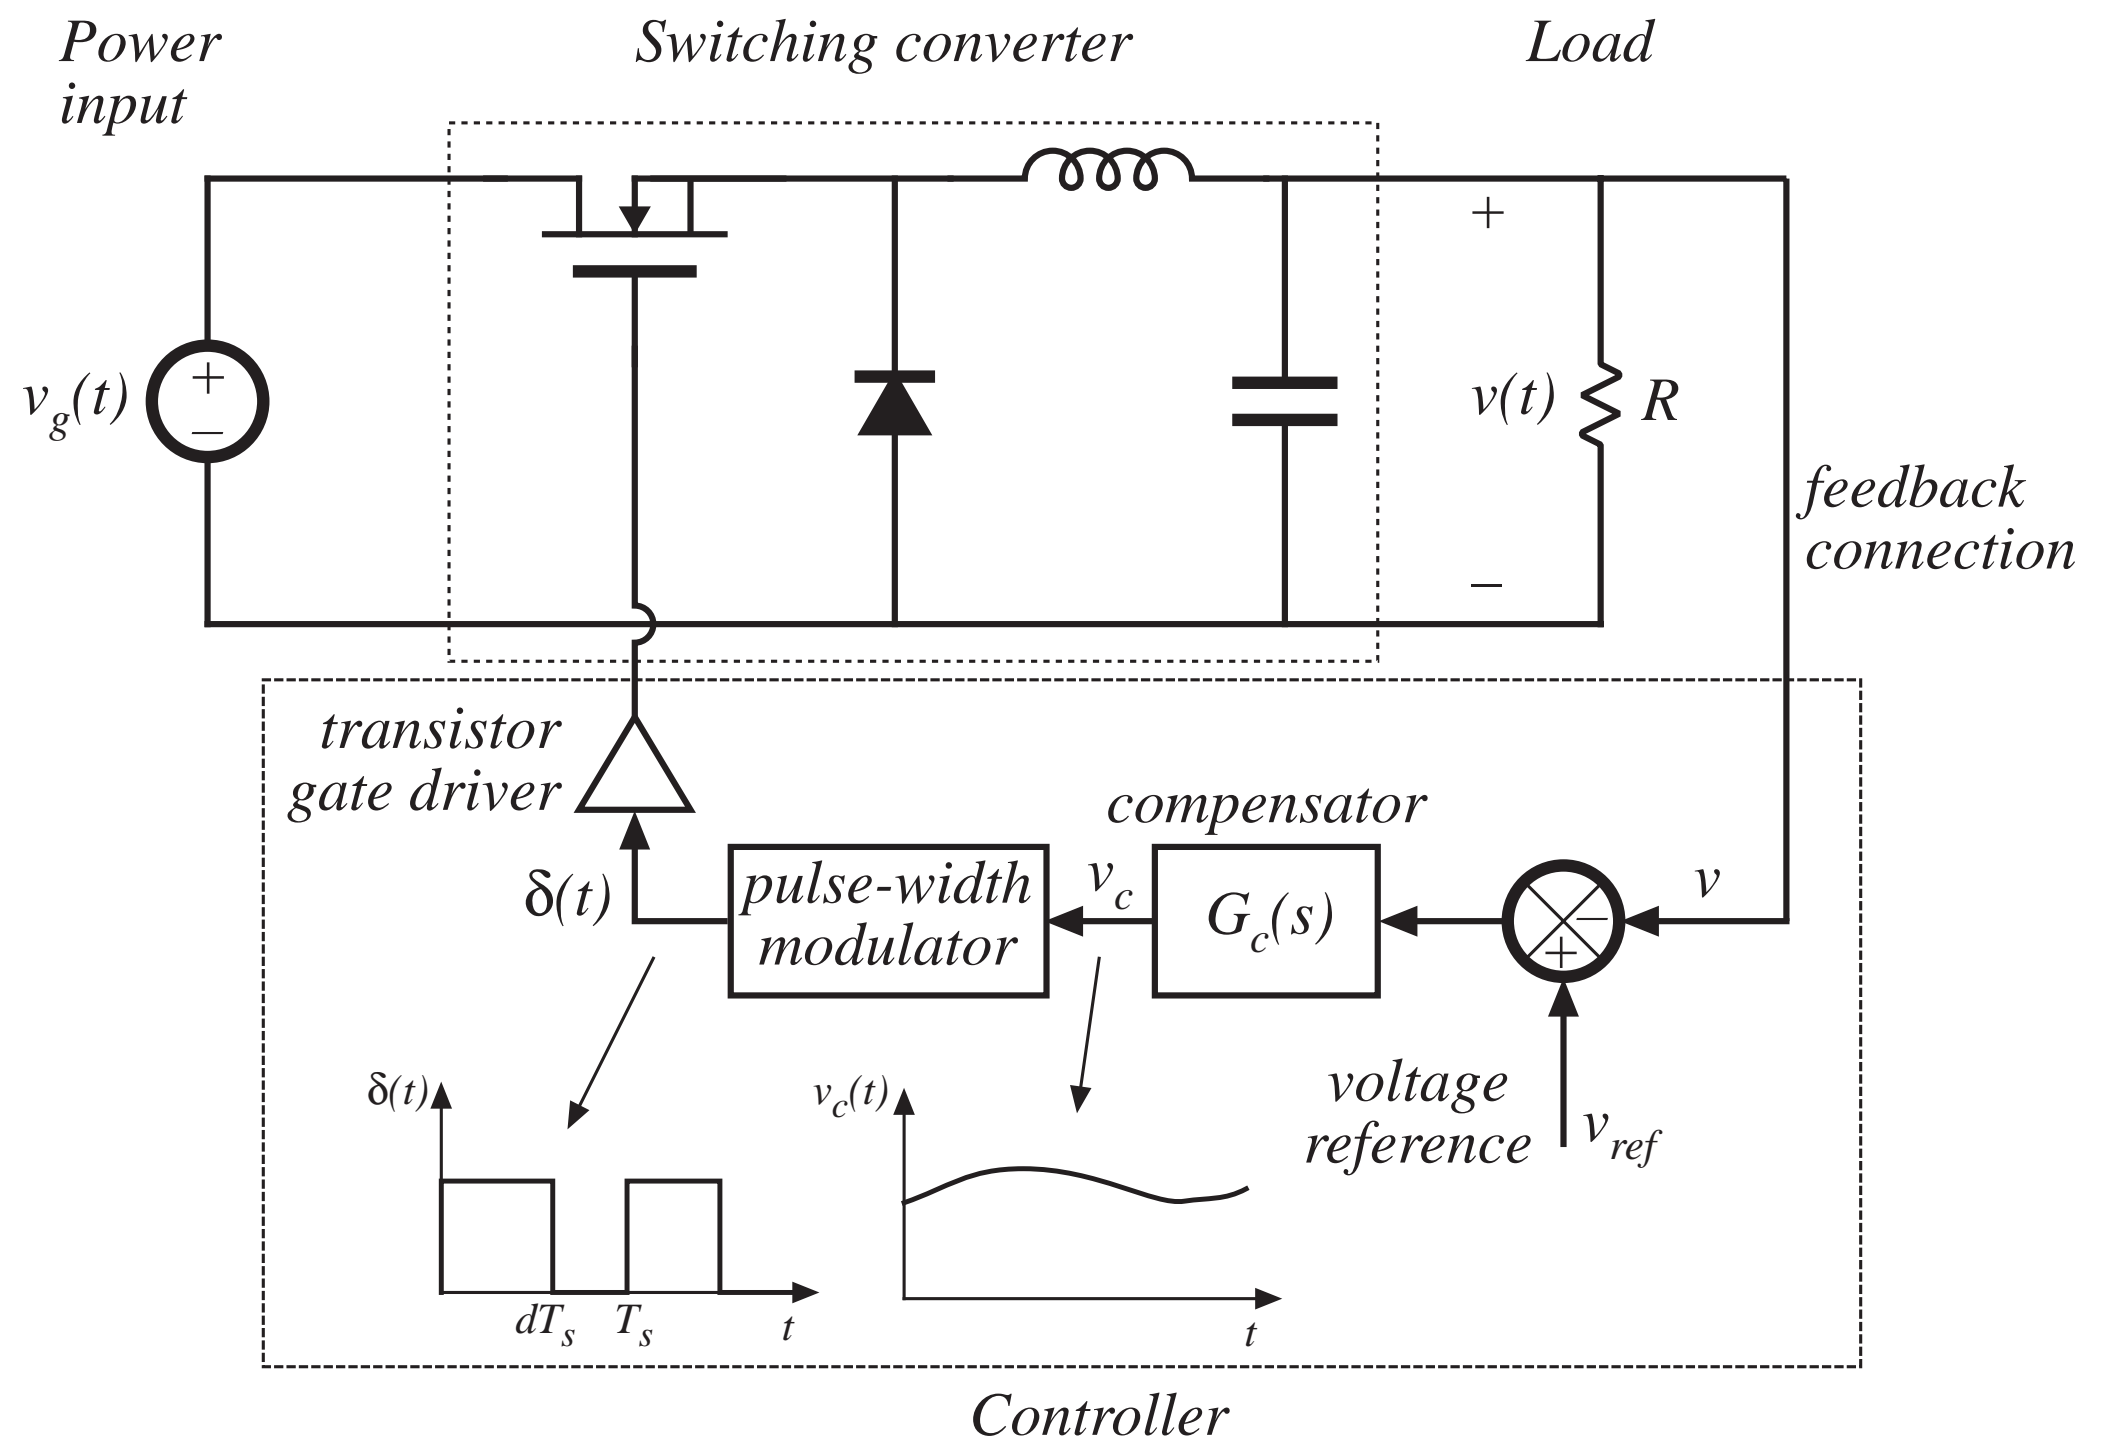 Power
input
Switching converter
Load
+
v_g(t)
+
–
v(t)
R
–
feedback
connection
transistor
gate driver
compensator
δ(t)
pulse-width
modulator
v_c
G_c(s)
–
+
v
voltage
reference
v_ref
δ(t)
dT_s
T_s
t
v_c(t)
t
Controller